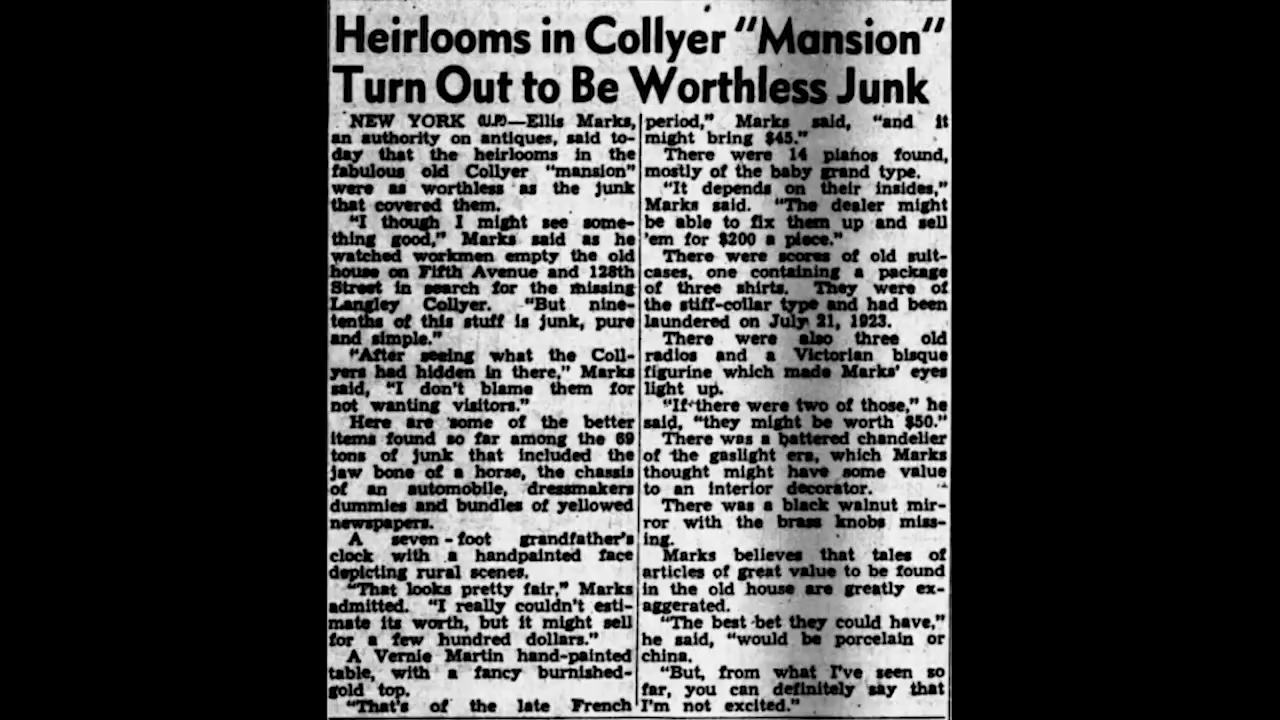 Heirlooms in Collyer "Mansion"
Turn Out to Be Worthless Junk
NEW YORK (U.P.)—Ellis Marks,
an authority on antiques, said to-
day that the heirlooms in the
fabulous old Collyer "mansion"
were as worthless as the junk
that covered them.
"I though I might see some-
thing good," Marks said as he
watched workmen empty the old
house on Fifth Avenue and 128th
Street in search for the missing
Langley Collyer. "But nine-
tenths of this stuff is junk, pure
and simple."
"After seeing what the Coll-
yers had hidden in there," Marks
said, "I don't blame them for
not wanting visitors."
Here are some of the better
items found so far among the 69
tons of junk that included the
jaw bone of a horse, the chassis
of an automobile, dressmakers
dummies and bundles of yellowed
newspapers.
A seven-foot grandfather's
clock with a handpainted face
depicting rural scenes.
"That looks pretty fair," Marks
admitted. "I really couldn't esti-
mate its worth, but it might sell
for a few hundred dollars."
A Vernie Martin hand-painted
table, with a fancy burnished-
gold top.
"That's of the late French
period," Marks said, "and it
might bring $45."
There were 14 pianos found,
mostly of the baby grand type.
"It depends on their insides,"
Marks said. "The dealer might
be able to fix them up and sell
'em for $200 a piece."
There were scores of old suit-
cases, one containing a package
of three shirts. They were of
the stiff-collar type and had been
laundered on July 21, 1923.
There were also three old
radios and a Victorian bisque
figurine which made Marks' eyes
light up.
"If there were two of those," he
said, "they might be worth $50."
There was a battered chandelier
of the gaslight era, which Marks
thought might have some value
to an interior decorator.
There was a black walnut mir-
ror with the brass knobs miss-
ing.
Marks believes that tales of
articles of great value to be found
in the old house are greatly ex-
aggerated.
"The best bet they could have,"
he said, "would be porcelain or
china.
"But, from what I've seen so
far, you can definitely say that
I'm not excited."